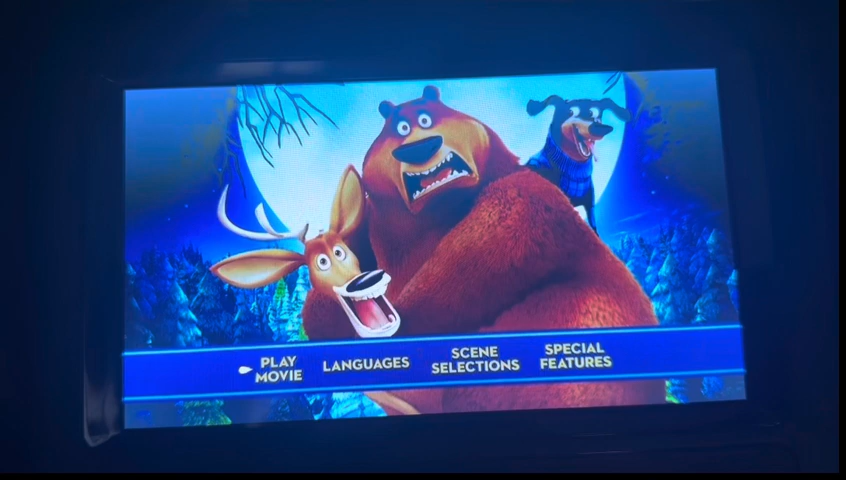 PLAY
MOVIE
LANGUAGES
SCENE
SELECTIONS
SPECIAL
FEATURES